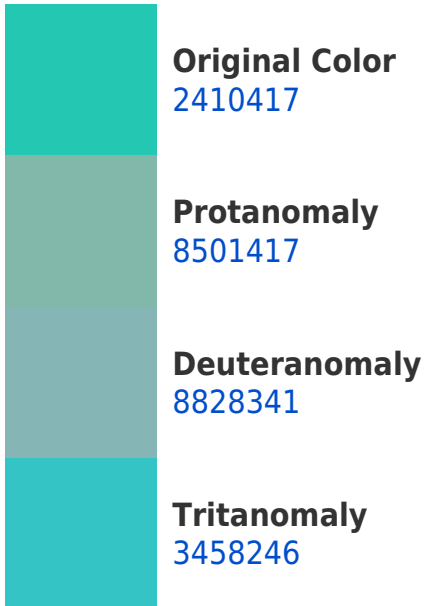 Original Color
2410417
Protanomaly
8501417
Deuteranomaly
8828341
Tritanomaly
3458246